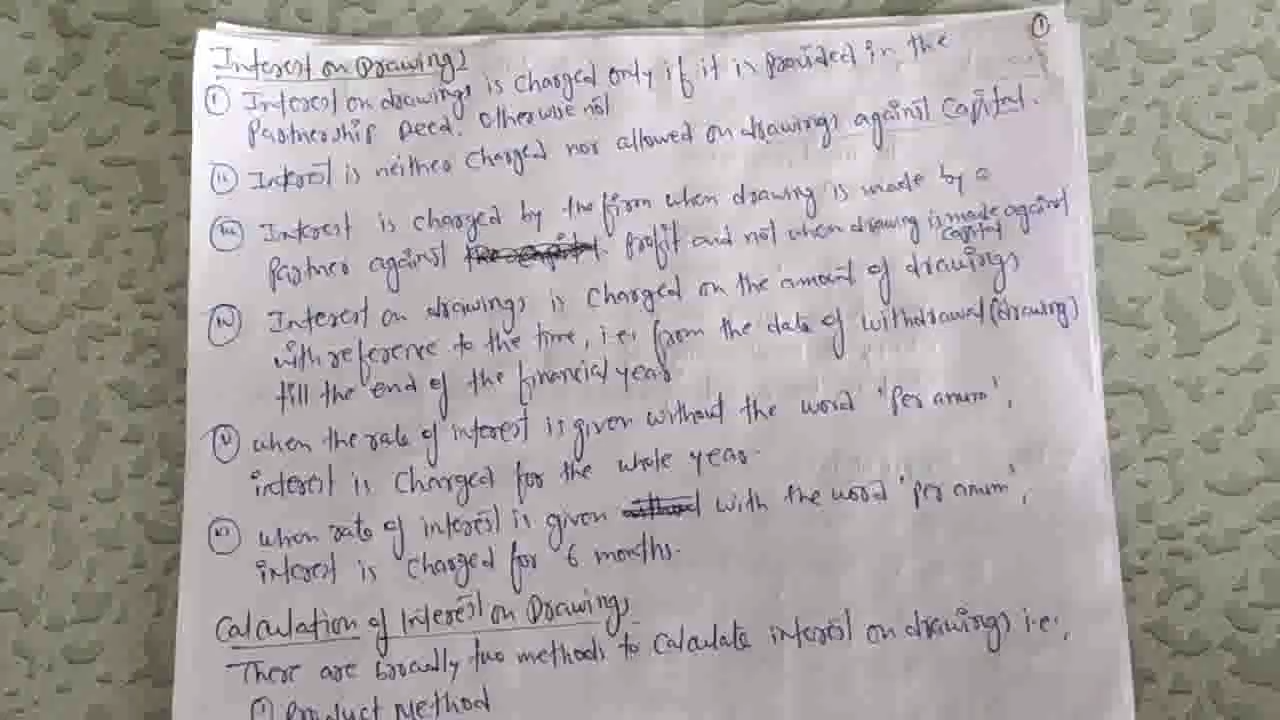 ①
Interest on Drawings
(i) Interest on drawings is charged only if it is provided in the
Partnership Deed. Otherwise not
(ii) Interest is neither charged nor allowed on drawings against capital.
(iii) Interest is charged by the firm when drawing is made by a
partner against profit and not when drawing is made against
capital
(iv) Interest on drawings is charged on the amount of drawings
with reference to the time, i.e. from the date of withdrawal (drawing)
till the end of the financial year
(v) when the rate of interest is given without the word 'per anum',
interest is charged for the whole year.
(vi) when rate of interest is given with the word 'per anum',
interest is charged for 6 months.
Calculation of Interest on Drawings
There are broadly two methods to calculate interest on drawings i.e.,
(i) Product Method